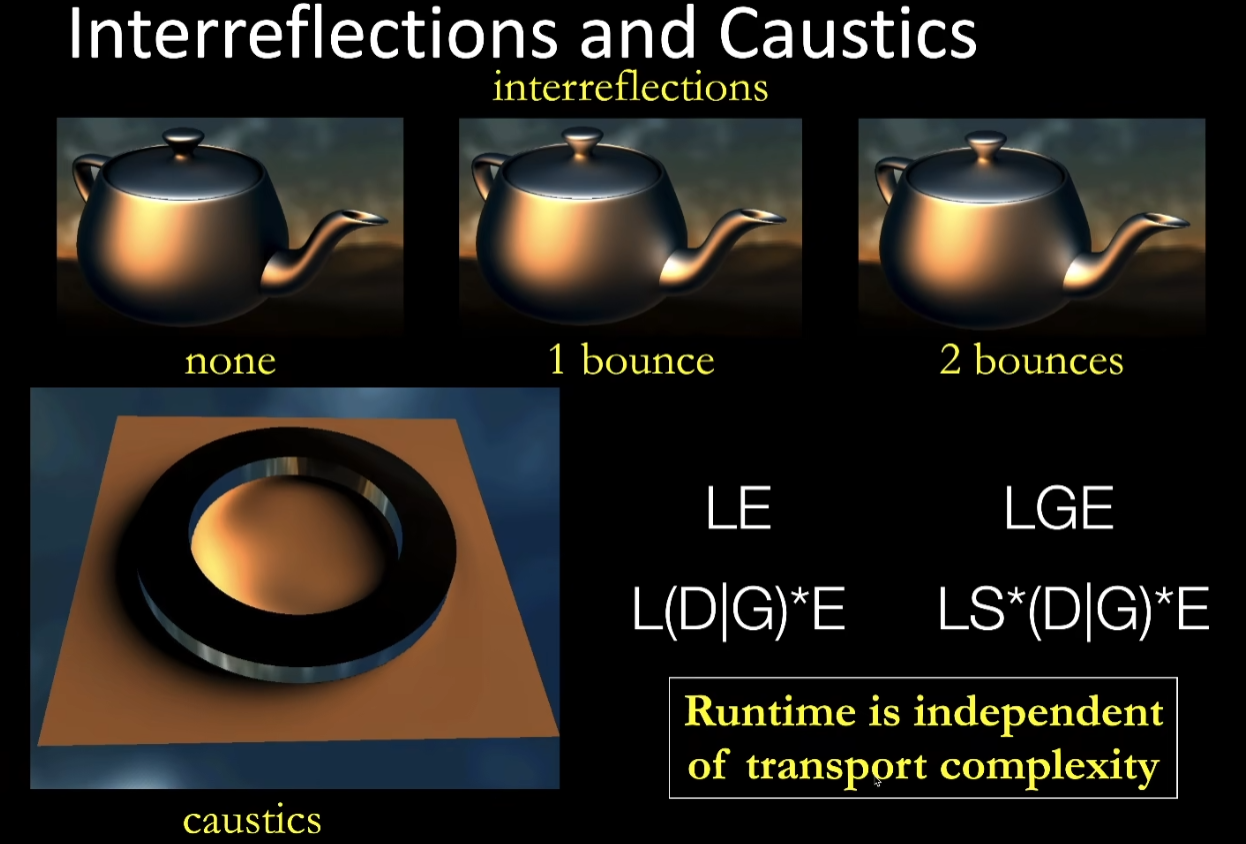 Interreflections and Caustics
interreflections
none
1 bounce
2 bounces
caustics
LE
LGE
L(D|G)*E
LS*(D|G)*E
Runtime is independent
of transport complexity